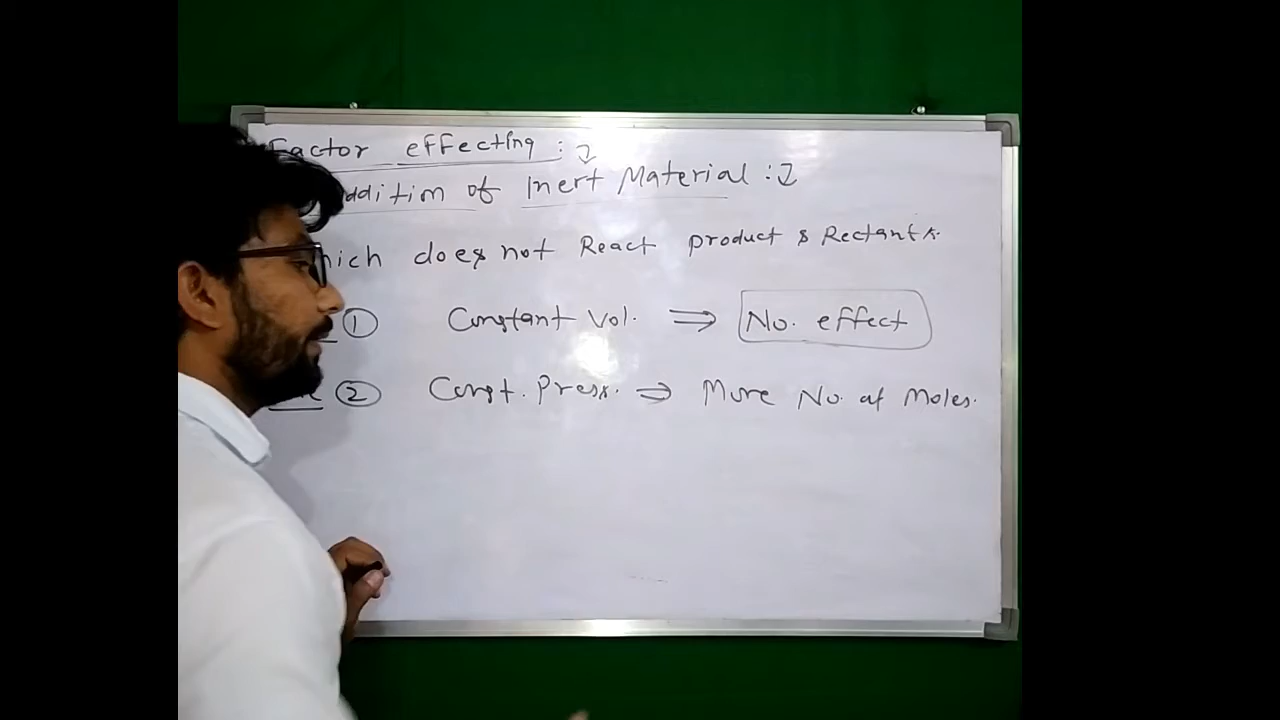 Factor effecting :
ddition of Inert Material :
hich does not React product & Rectants.
① Constant Vol. ⇒ No. effect
② Const. Press. ⇒ More No. of Moles.